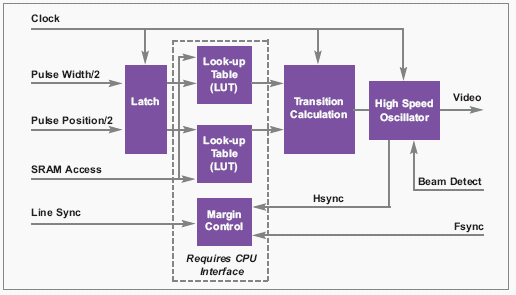 Clock
Pulse Width/2
Pulse Position/2
SRAM Access
Line Sync
Latch
Look-up
Table
(LUT)
Look-up
Table
(LUT)
Margin
Control
Requires CPU
Interface
Transition
Calculation
High Speed
Oscillator
Video
Beam Detect
Hsync
Fsync